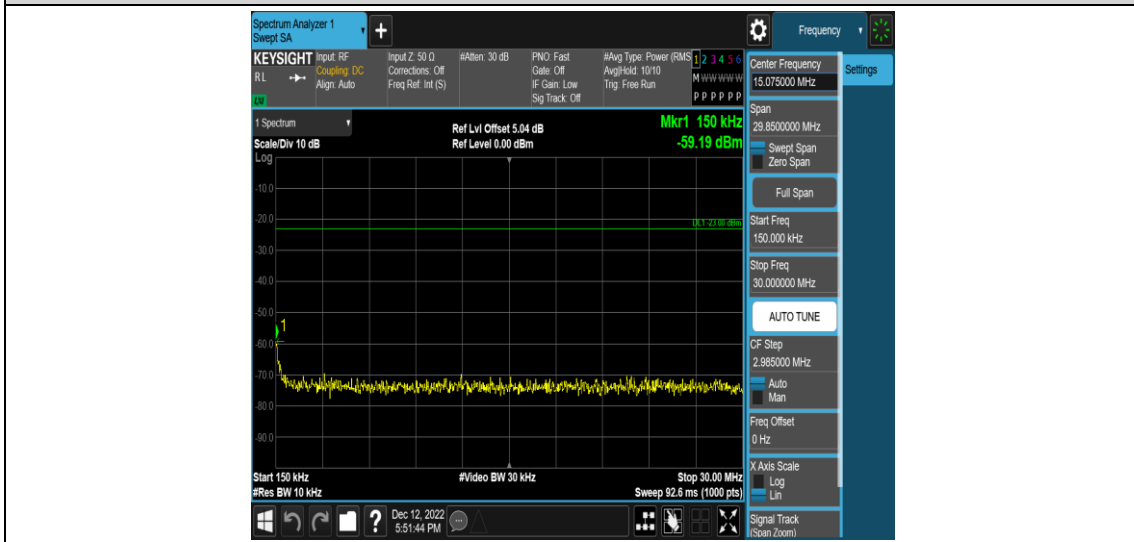 Spectrum Analyzer 1
Swept SA
+
Frequency
KEYSIGHT
RL
LXI
Input: RF
Coupling: DC
Align: Auto
Input Z: 50 Ω
Corrections: Off
Freq Ref: Int (S)
#Atten: 30 dB
PNO: Fast
Gate: Off
IF Gain: Low
Sig Track: Off
#Avg Type: Power (RMS
Avg|Hold: 10/10
Trig: Free Run
1 2 3 4 5 6
M W W W W W
P P P P P P
1 Spectrum
Scale/Div 10 dB
Log
Ref Lvl Offset 5.04 dB
Ref Level 0.00 dBm
Mkr1 150 kHz
-59.19 dBm
-10.0
-20.0
DL1 -23.00 dBm
-30.0
-40.0
-50.0
1
-60.0
-70.0
-80.0
-90.0
Start 150 kHz
#Res BW 10 kHz
#Video BW 30 kHz
Stop 30.00 MHz
Sweep 92.6 ms (1000 pts)
?
Dec 12, 2022
5:51:44 PM
Center Frequency
15.075000 MHz
Settings
Span
29.8500000 MHz
Swept Span
Zero Span
Full Span
Start Freq
150.000 kHz
Stop Freq
30.000000 MHz
AUTO TUNE
CF Step
2.985000 MHz
Auto
Man
Freq Offset
0 Hz
X Axis Scale
Log
Lin
Signal Track
(Span Zoom)